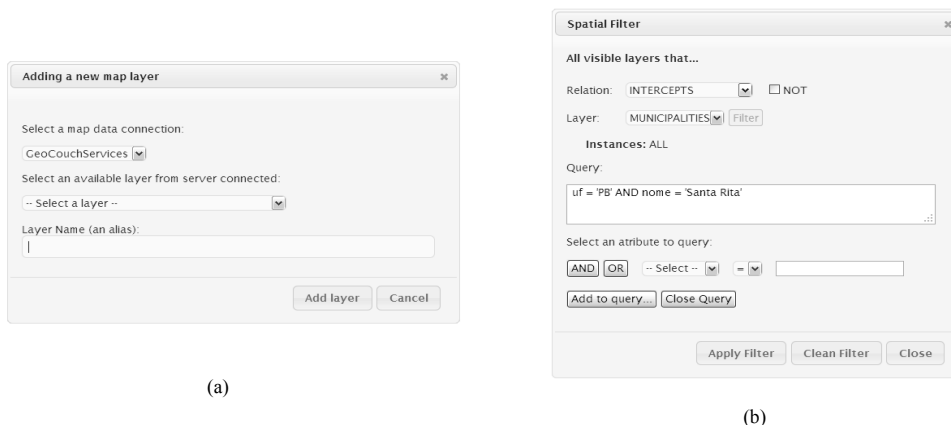 Adding a new map layer
Select a map data connection:
GeoCouchServices
Select an available layer from server connected:
-- Select a layer --
Layer Name (an alias):
Add layer Cancel
(a)
Spatial Filter
All visible layers that...
Relation: INTERCEPTS NOT
Layer: MUNICIPALITIES Filter
Instances: ALL
Query:
uf = 'PB' AND nome = 'Santa Rita'
Select an atribute to query:
AND OR -- Select -- =
Add to query... Close Query
Apply Filter Clean Filter Close
(b)